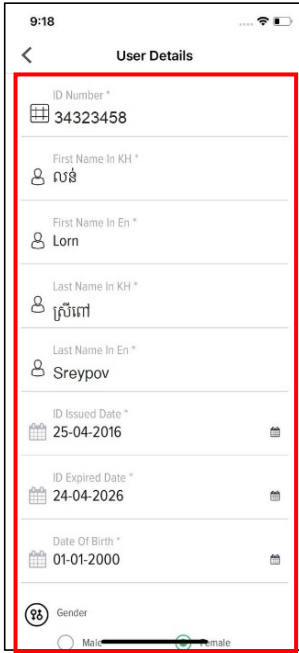 9:18
User Details
ID Number *
34323458
First Name In KH *
លន់
First Name In En *
Lorn
Last Name In KH *
ស្រីពៅ
Last Name In En *
Sreypov
ID Issued Date *
25-04-2016
ID Expired Date *
24-04-2026
Date Of Birth *
01-01-2000
Gender
Male Female